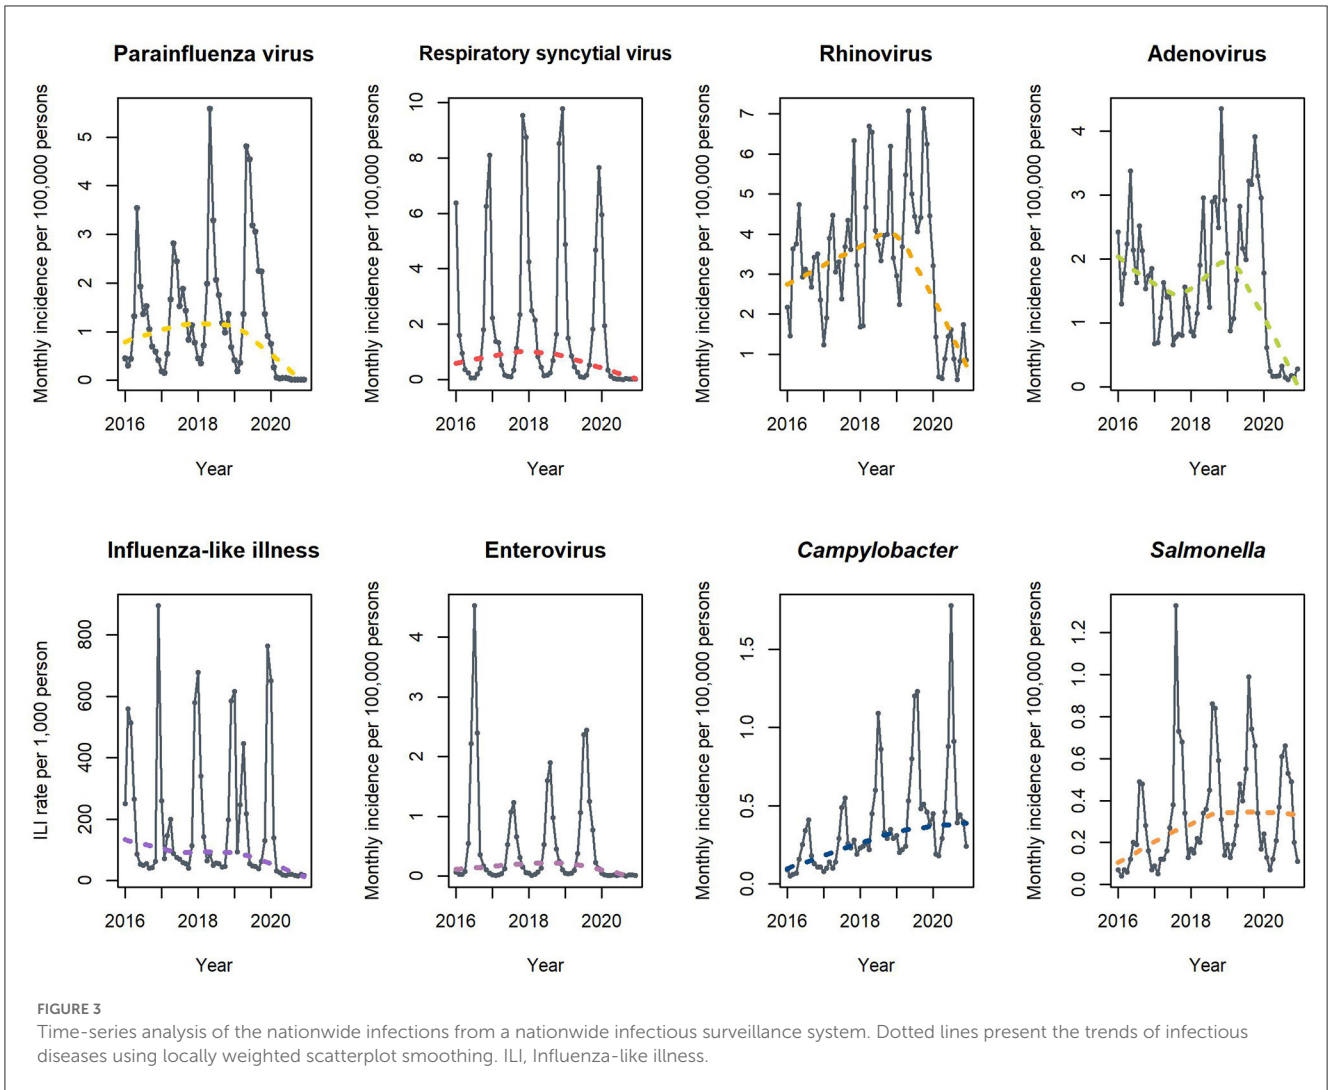 Parainfluenza virus
Monthly incidence per 100,000 persons
5
4
3
2
1
0
2016 2018 2020
Year
Respiratory syncytial virus
Monthly incidence per 100,000 persons
10
8
6
4
2
0
2016 2018 2020
Year
Rhinovirus
Monthly incidence per 100,000 persons
7
6
5
4
3
2
1
2016 2018 2020
Year
Adenovirus
Monthly incidence per 100,000 persons
4
3
2
1
0
2016 2018 2020
Year
Influenza-like illness
ILI rate per 1,000 person
800
600
400
200
0
2016 2018 2020
Year
Enterovirus
Monthly incidence per 100,000 persons
4
3
2
1
0
2016 2018 2020
Year
Campylobacter
Monthly incidence per 100,000 persons
1.5
1.0
0.5
0.0
2016 2018 2020
Year
Salmonella
Monthly incidence per 100,000 persons
1.2
1.0
0.8
0.6
0.4
0.2
0.0
2016 2018 2020
Year
FIGURE 3
Time-series analysis of the nationwide infections from a nationwide infectious surveillance system. Dotted lines present the trends of infectious
diseases using locally weighted scatterplot smoothing. ILI, Influenza-like illness.